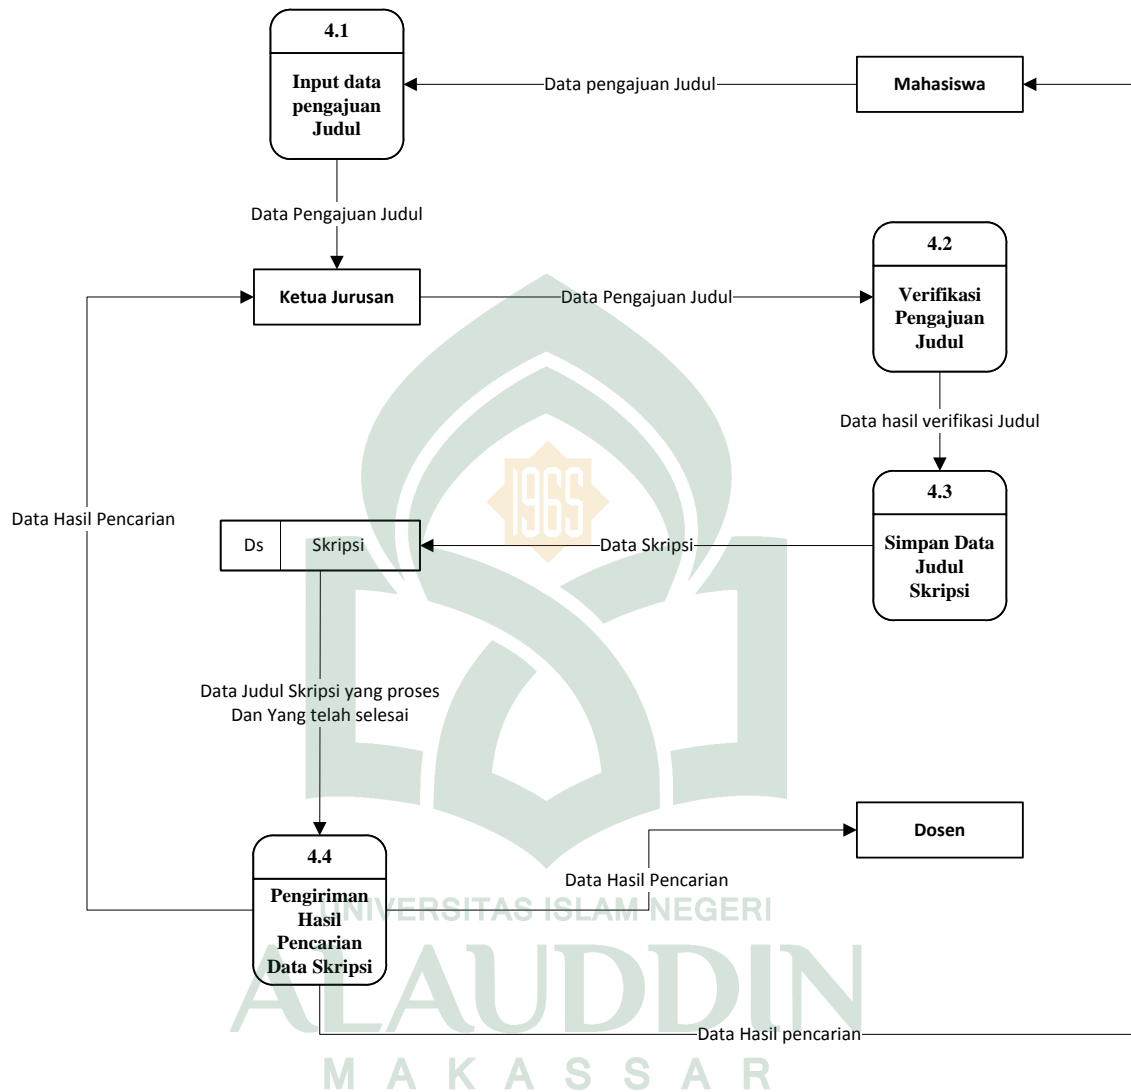 4.1
Input data
pengajuan
Judul
Data pengajuan Judul
Mahasiswa
Data Pengajuan Judul
4.2
Verifikasi
Pengajuan
Judul
Ketua Jurusan
Data Pengajuan Judul
Data hasil verifikasi Judul
4.3
Simpan Data
Judul
Skripsi
1965
Data Hasil Pencarian
Ds
Skripsi
Data Skripsi
Data Judul Skripsi yang proses
Dan Yang telah selesai
Dosen
4.4
Pengiriman
Hasil
Pencarian
Data Skripsi
Data Hasil Pencarian
UNIVERSITAS ISLAM NEGERI
ALAUDDIN
Data Hasil pencarian
MAKASSAR